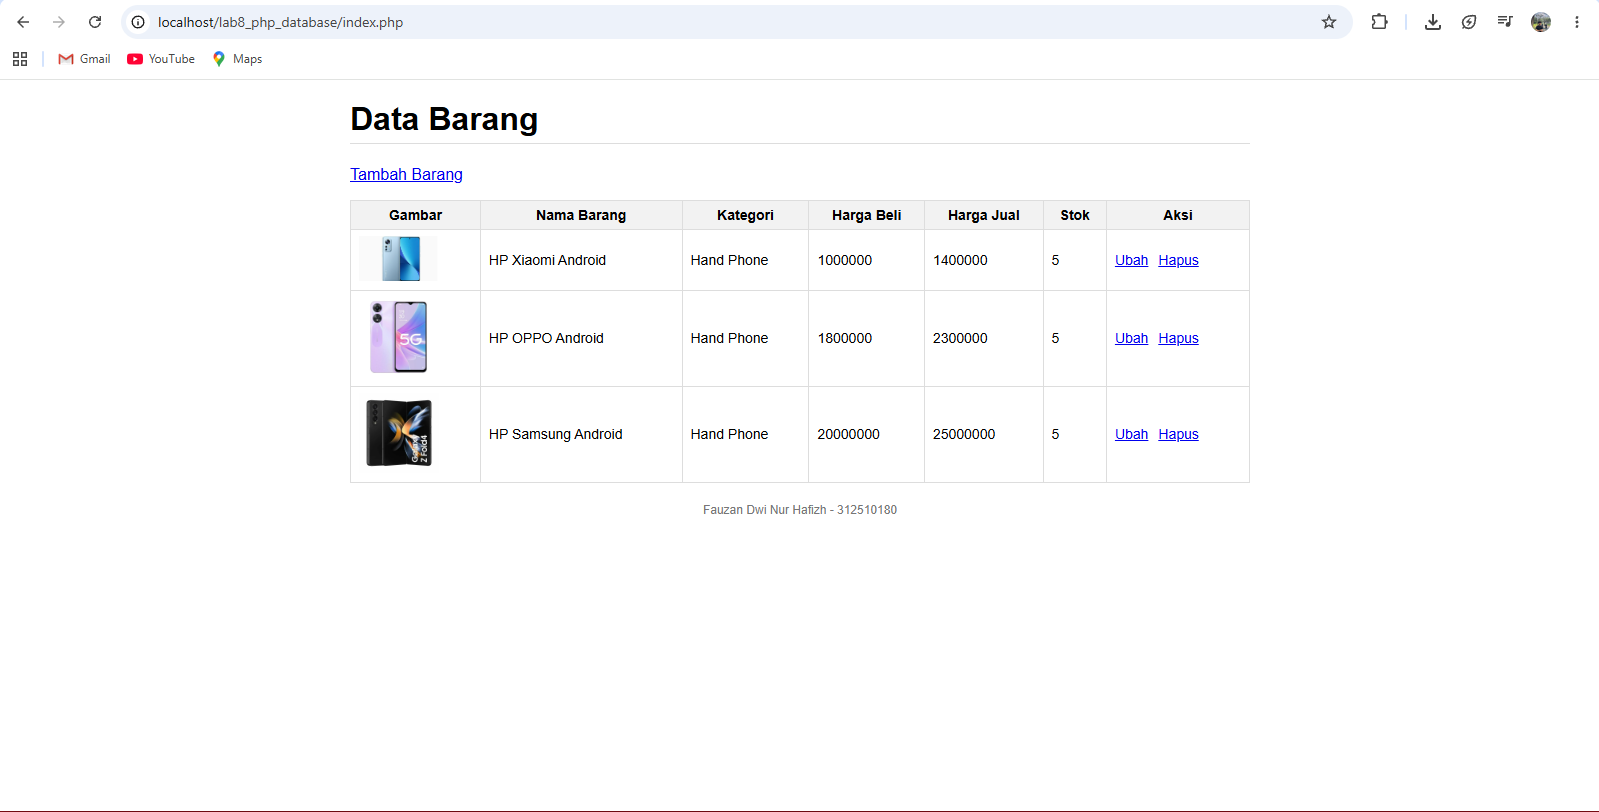 localhost/lab8_php_database/index.php
Gmail YouTube Maps
Data Barang
Tambah Barang
Gambar Nama Barang Kategori Harga Beli Harga Jual Stok Aksi
HP Xiaomi Android Hand Phone 1000000 1400000 5 Ubah Hapus
5G
HP OPPO Android Hand Phone 1800000 2300000 5 Ubah Hapus
Galaxy Z Fold4
HP Samsung Android Hand Phone 20000000 25000000 5 Ubah Hapus
Fauzan Dwi Nur Hafizh - 312510180